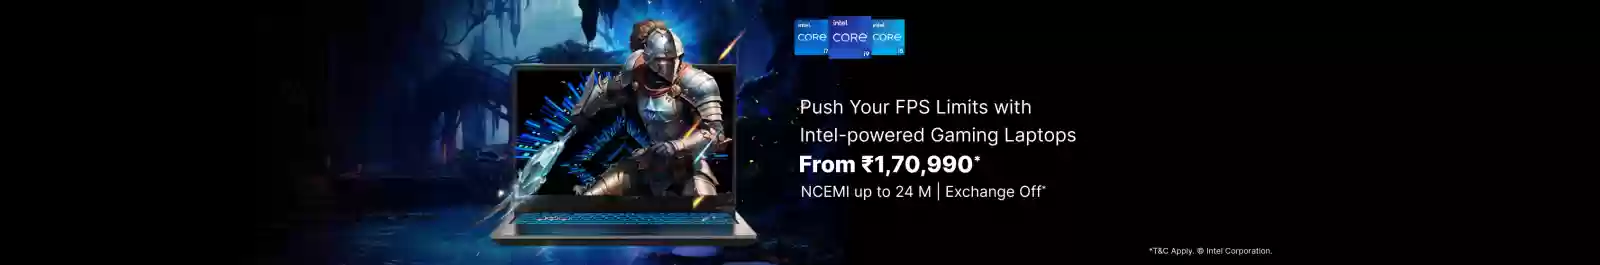 intel
CORE
i7
intel
CORE
i9
intel
CORE
i5
Push Your FPS Limits with
Intel-powered Gaming Laptops
From ₹1,70,990*
NCEMI up to 24 M | Exchange Off*
*T&C Apply. © Intel Corporation.